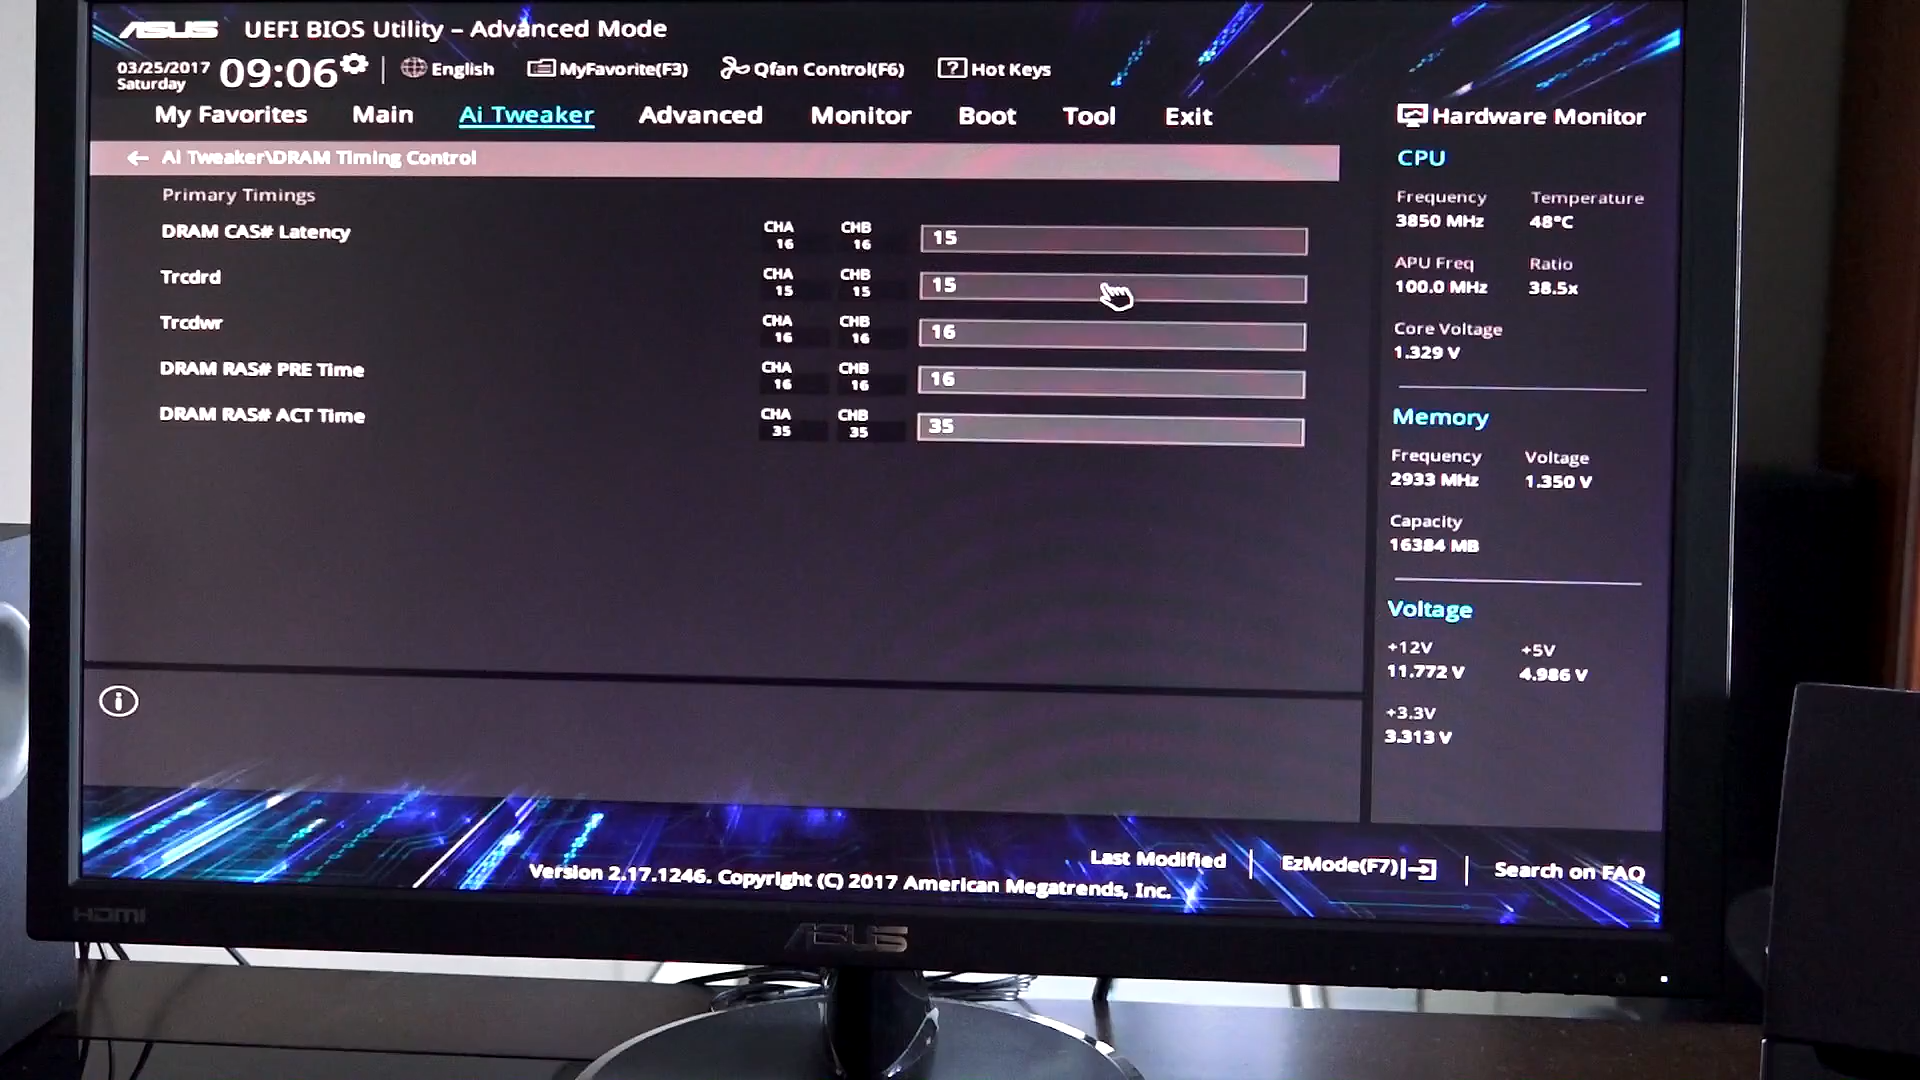 ASUS UEFI BIOS Utility – Advanced Mode
03/25/2017
Saturday
09:06
English
MyFavorite(F3)
Qfan Control(F6)
? Hot Keys
My Favorites
Main
Ai Tweaker
Advanced
Monitor
Boot
Tool
Exit
Ai Tweaker\DRAM Timing Control
Primary Timings
DRAM CAS# Latency CHA 16 CHB 16 15
Trcdrd CHA 15 CHB 15 15
Trcdwr CHA 16 CHB 16 16
DRAM RAS# PRE Time CHA 16 CHB 16 16
DRAM RAS# ACT Time CHA 35 CHB 35 35
Hardware Monitor
CPU
Frequency Temperature
3850 MHz 48°C
APU Freq Ratio
100.0 MHz 38.5x
Core Voltage
1.329 V
Memory
Frequency Voltage
2933 MHz 1.350 V
Capacity
16384 MB
Voltage
+12V +5V
11.772 V 4.986 V
+3.3V
3.313 V
Last Modified
EzMode(F7)
Search on FAQ
Version 2.17.1246. Copyright (C) 2017 American Megatrends, Inc.
HDMI
ASUS